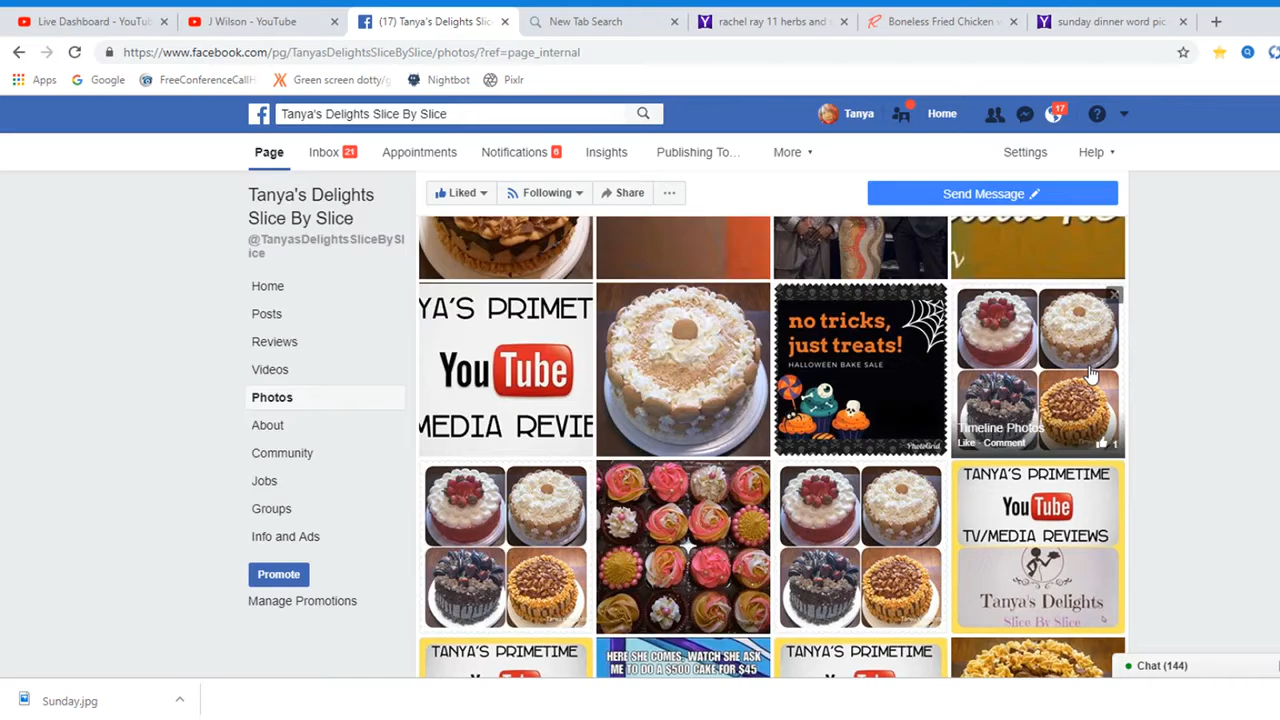 Live Dashboard - YouTub
J Wilson - YouTube
(17) Tanya's Delights Slic
New Tab Search
rachel ray 11 herbs and s
Boneless Fried Chicken w
sunday dinner word pic
https://www.facebook.com/pg/TanyasDelightsSliceBySlice/photos/?ref=page_internal
Apps
Google
FreeConferenceCallH
Green screen dotty/g
Nightbot
Pixlr
Tanya's Delights Slice By Slice
Tanya
Home
17
Page
Inbox 21
Appointments
Notifications 6
Insights
Publishing To...
More
Settings
Help
Tanya's Delights
Slice By Slice
@TanyasDelightsSliceBySl
ice
Home
Posts
Reviews
Videos
Photos
About
Community
Jobs
Groups
Info and Ads
Promote
Manage Promotions
Liked
Following
Share
Send Message
YA'S PRIMETIM
YouTube
MEDIA REVIE
no tricks,
just treats!
HALLOWEEN BAKE SALE
PhotoGrid
Timeline Photos
Like · Comment
1
TANYA'S PRIMETIME
YouTube
TV/MEDIA REVIEWS
Tanya's Delights
Slice By Slice
TANYA'S PRIMETIME
HERE SHE COMES, WATCH SHE ASK
ME TO DO A $500 CAKE FOR $45
TANYA'S PRIMETIME
Chat (144)
Sunday.jpg